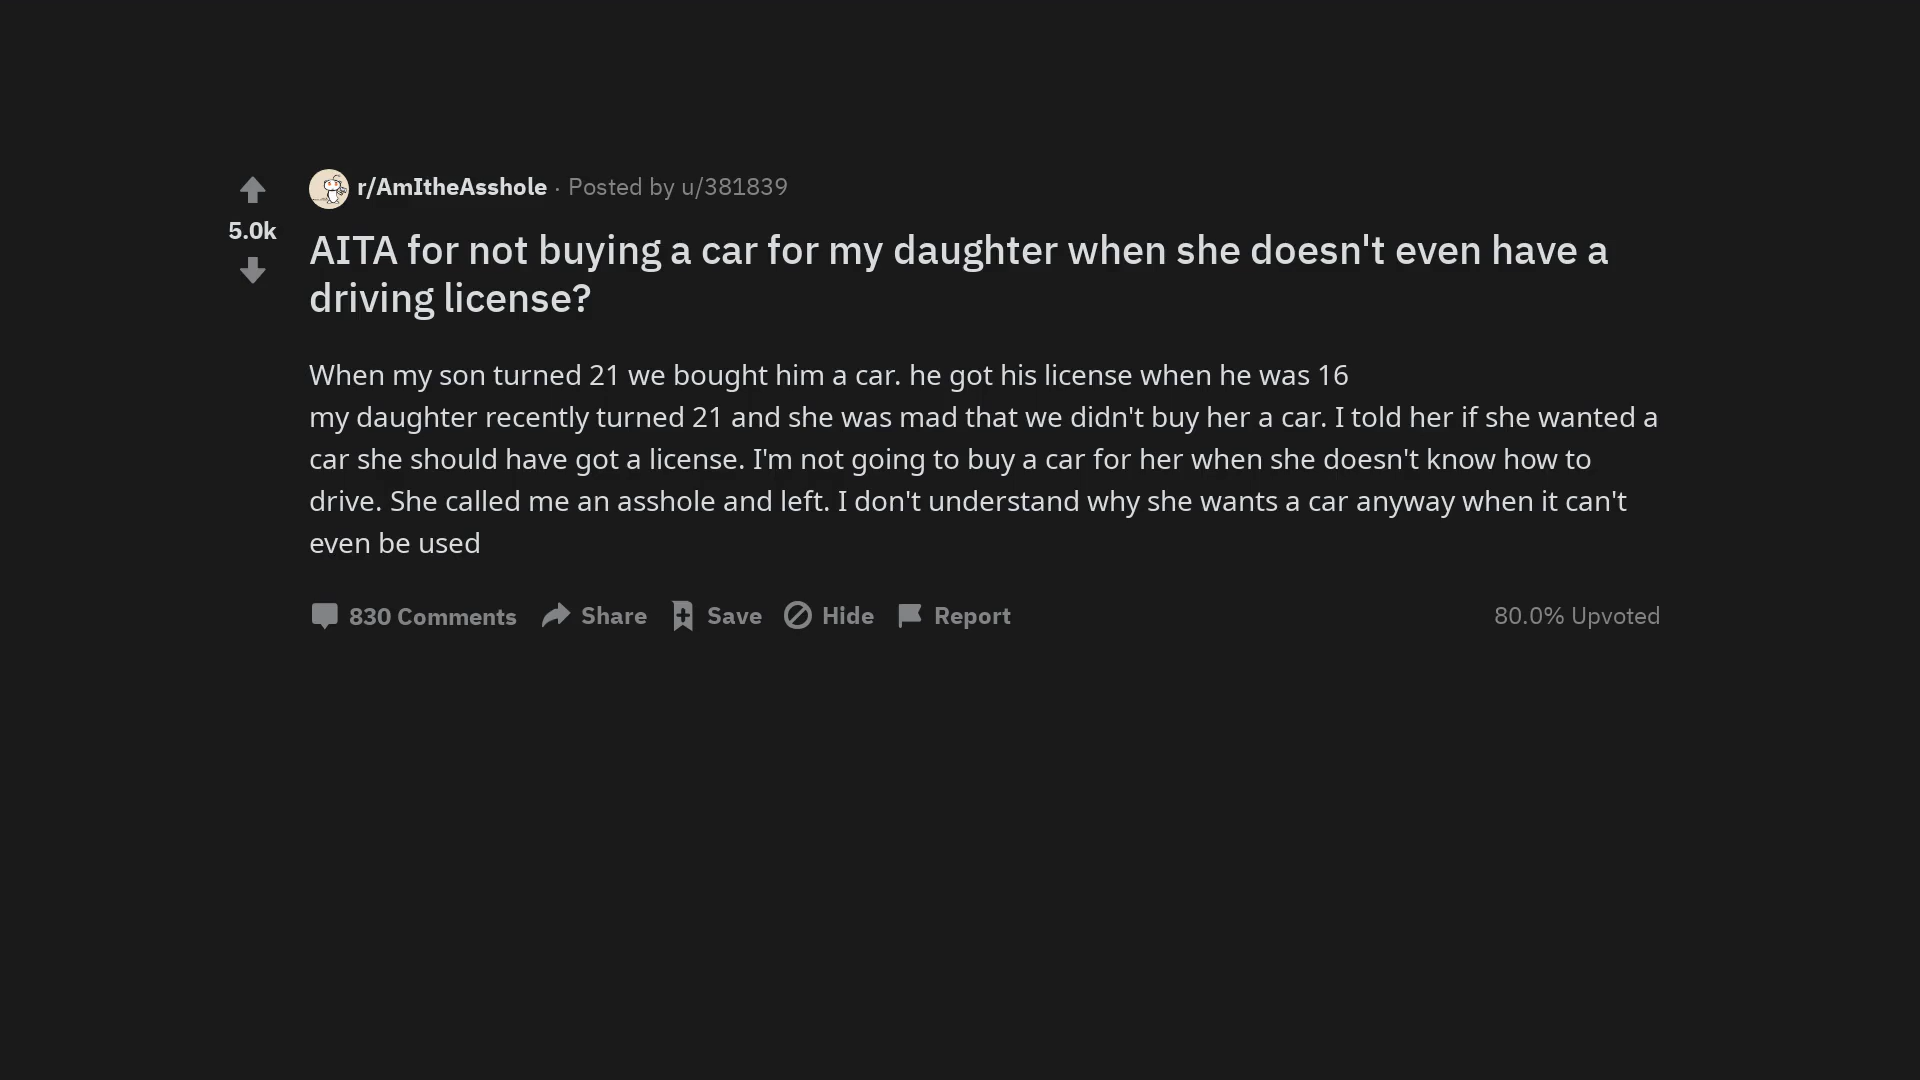 r/AmItheAsshole · Posted by u/381839
5.0k
AITA for not buying a car for my daughter when she doesn't even have a
driving license?
When my son turned 21 we bought him a car. he got his license when he was 16
my daughter recently turned 21 and she was mad that we didn't buy her a car. I told her if she wanted a
car she should have got a license. I'm not going to buy a car for her when she doesn't know how to
drive. She called me an asshole and left. I don't understand why she wants a car anyway when it can't
even be used
830 Comments Share Save Hide Report 80.0% Upvoted